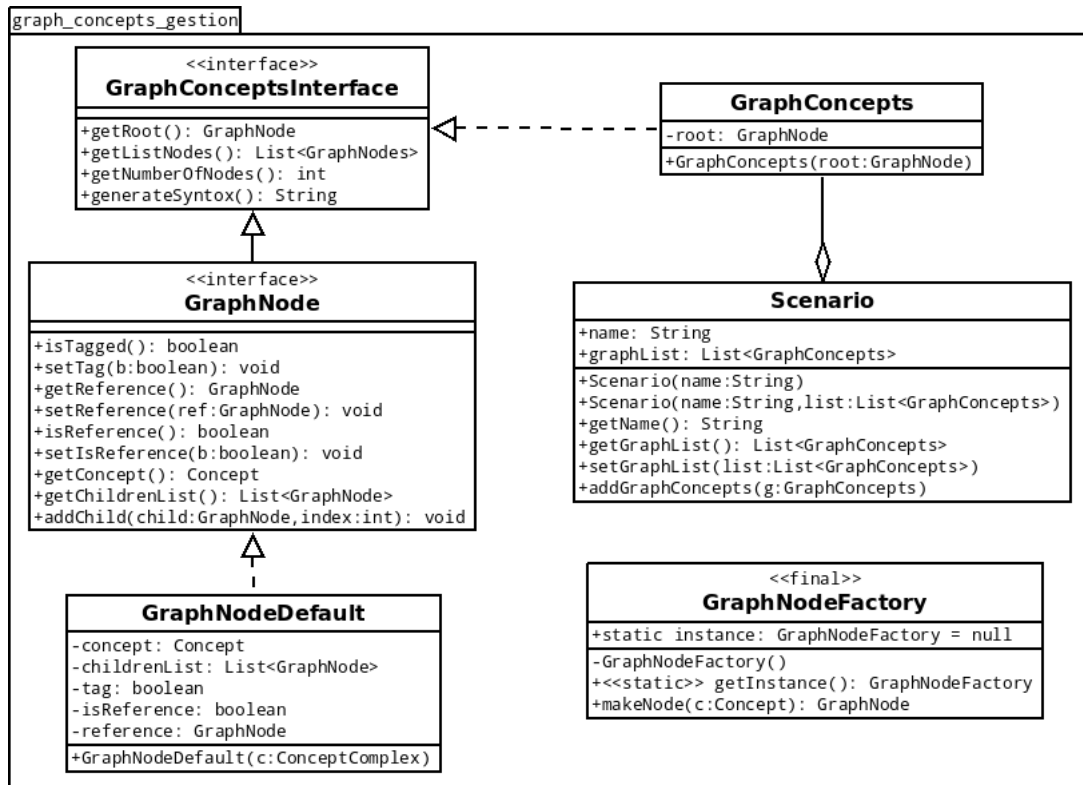 graph_concepts_gestion
<<interface>>
GraphConceptsInterface
+getRoot(): GraphNode
+getListNodes(): List<GraphNodes>
+getNumberOfNodes(): int
+generateSyntox(): String
GraphConcepts
-root: GraphNode
+GraphConcepts(root:GraphNode)
<<interface>>
GraphNode
+isTagged(): boolean
+setTag(b:boolean): void
+getReference(): GraphNode
+setReference(ref:GraphNode): void
+isReference(): boolean
+setIsReference(b:boolean): void
+getConcept(): Concept
+getChildrenList(): List<GraphNode>
+addChild(child:GraphNode,index:int): void
Scenario
+name: String
+graphList: List<GraphConcepts>
+Scenario(name:String)
+Scenario(name:String,list:List<GraphConcepts>)
+getName(): String
+getGraphList(): List<GraphConcepts>
+setGraphList(list:List<GraphConcepts>)
+addGraphConcepts(g:GraphConcepts)
GraphNodeDefault
-concept: Concept
-childrenList: List<GraphNode>
-tag: boolean
-isReference: boolean
-reference: GraphNode
+GraphNodeDefault(c:ConceptComplex)
<<final>>
GraphNodeFactory
+static instance: GraphNodeFactory = null
-GraphNodeFactory()
+<<static>> getInstance(): GraphNodeFactory
+makeNode(c:Concept): GraphNode